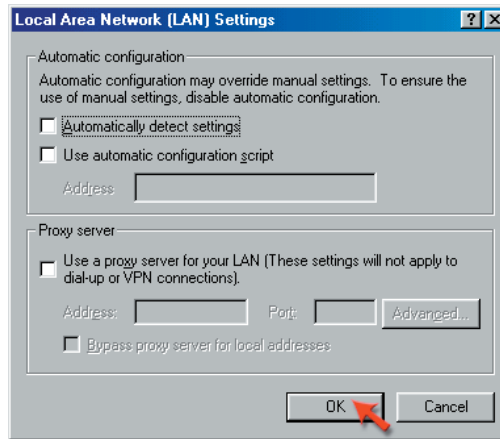 Local Area Network (LAN) Settings
Automatic configuration
Automatic configuration may override manual settings. To ensure the
use of manual settings, disable automatic configuration.
Automatically detect settings
Use automatic configuration script
Address
Proxy server
Use a proxy server for your LAN (These settings will not apply to
dial-up or VPN connections).
Address: Port: Advanced...
Bypass proxy server for local addresses
OK Cancel